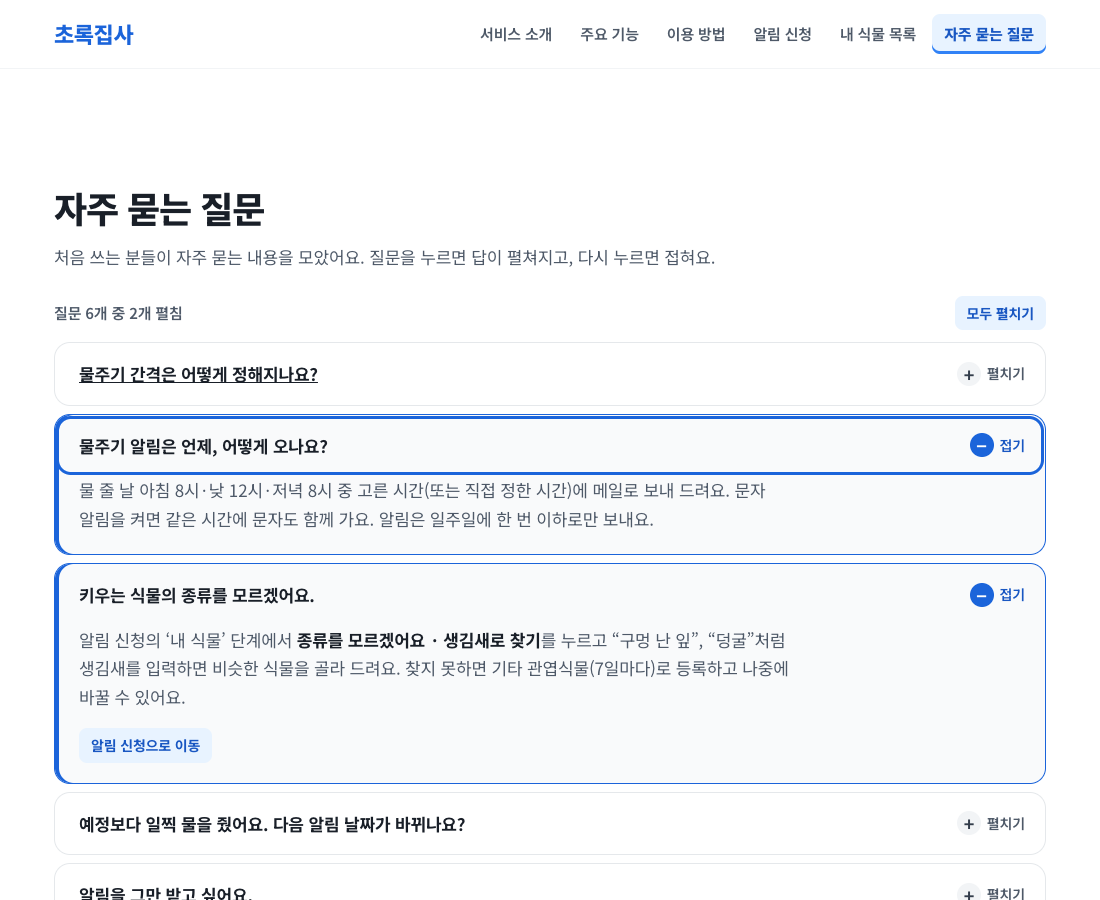 초록집사
서비스 소개
주요 기능
이용 방법
알림 신청
내 식물 목록
자주 묻는 질문
자주 묻는 질문
처음 쓰는 분들이 자주 묻는 내용을 모았어요. 질문을 누르면 답이 펼쳐지고, 다시 누르면 접혀요.
질문 6개 중 2개 펼침
모두 펼치기
물주기 간격은 어떻게 정해지나요?
+ 펼치기
물주기 알림은 언제, 어떻게 오나요?
− 접기
물 줄 날 아침 8시·낮 12시·저녁 8시 중 고른 시간(또는 직접 정한 시간)에 메일로 보내 드려요. 문자
알림을 켜면 같은 시간에 문자도 함께 가요. 알림은 일주일에 한 번 이하로만 보내요.
키우는 식물의 종류를 모르겠어요.
− 접기
알림 신청의 ‘내 식물’ 단계에서 종류를 모르겠어요 · 생김새로 찾기를 누르고 “구멍 난 잎”, “덩굴”처럼
생김새를 입력하면 비슷한 식물을 골라 드려요. 찾지 못하면 기타 관엽식물(7일마다)로 등록하고 나중에
바꿀 수 있어요.
알림 신청으로 이동
예정보다 일찍 물을 줬어요. 다음 알림 날짜가 바뀌나요?
+ 펼치기
알림을 그만 받고 싶어요.
+ 펼치기